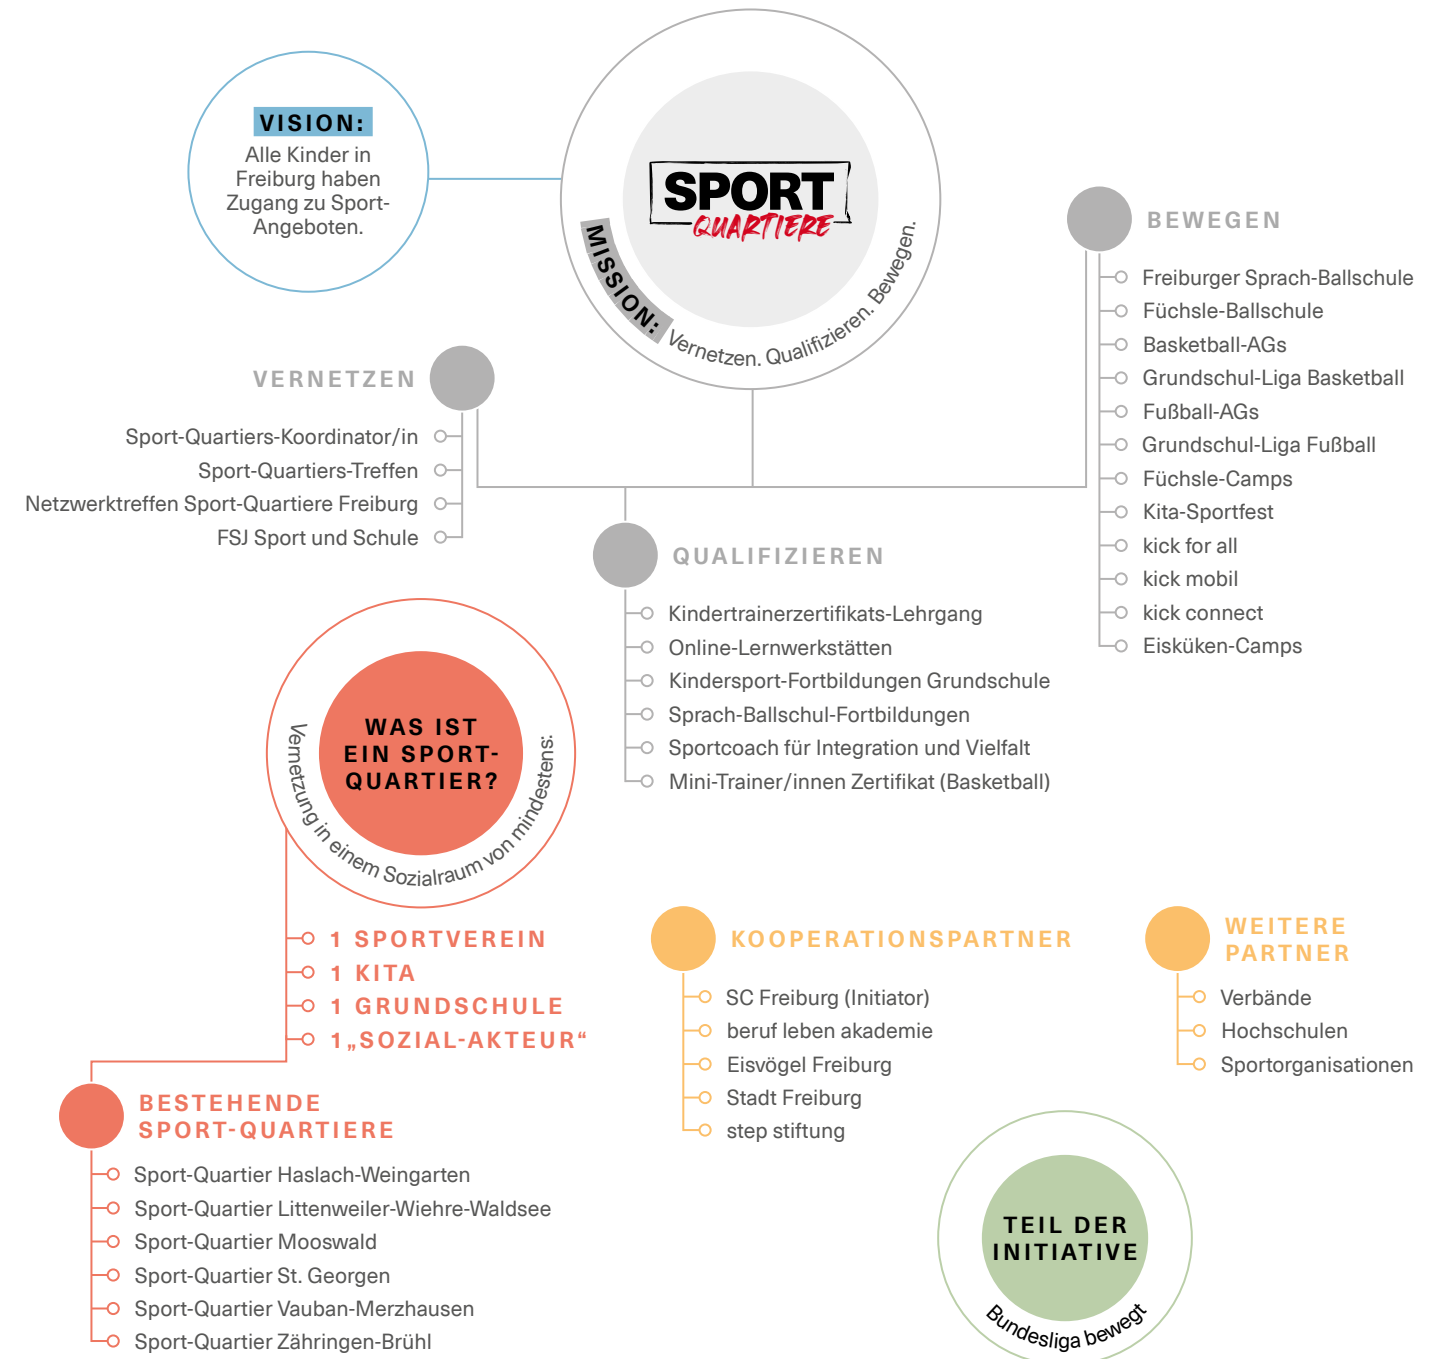 VISION:
Alle Kinder in
Freiburg haben
Zugang zu Sport-
Angeboten.
SPORT
QUARTIERE
MISSION: Vernetzen. Qualifizieren. Bewegen.
VERNETZEN
Sport-Quartiers-Koordinator/in
Sport-Quartiers-Treffen
Netzwerktreffen Sport-Quartiere Freiburg
FSJ Sport und Schule
QUALIFIZIEREN
Kindertrainerzertifikats-Lehrgang
Online-Lernwerkstätten
Kindersport-Fortbildungen Grundschule
Sprach-Ballschul-Fortbildungen
Sportcoach für Integration und Vielfalt
Mini-Trainer/innen Zertifikat (Basketball)
BEWEGEN
Freiburger Sprach-Ballschule
Füchsle-Ballschule
Basketball-AGs
Grundschul-Liga Basketball
Fußball-AGs
Grundschul-Liga Fußball
Füchsle-Camps
Kita-Sportfest
kick for all
kick mobil
kick connect
Eisküken-Camps
WAS IST
EIN SPORT-
QUARTIER?
Vernetzung in einem Sozialraum von mindestens:
1 SPORTVEREIN
1 KITA
1 GRUNDSCHULE
1 „SOZIAL-AKTEUR“
BESTEHENDE
SPORT-QUARTIERE
Sport-Quartier Haslach-Weingarten
Sport-Quartier Littenweiler-Wiehre-Waldsee
Sport-Quartier Mooswald
Sport-Quartier St. Georgen
Sport-Quartier Vauban-Merzhausen
Sport-Quartier Zähringen-Brühl
KOOPERATIONSPARTNER
SC Freiburg (Initiator)
beruf leben akademie
Eisvögel Freiburg
Stadt Freiburg
step stiftung
WEITERE
PARTNER
Verbände
Hochschulen
Sportorganisationen
TEIL DER
INITIATIVE
Bundesliga bewegt